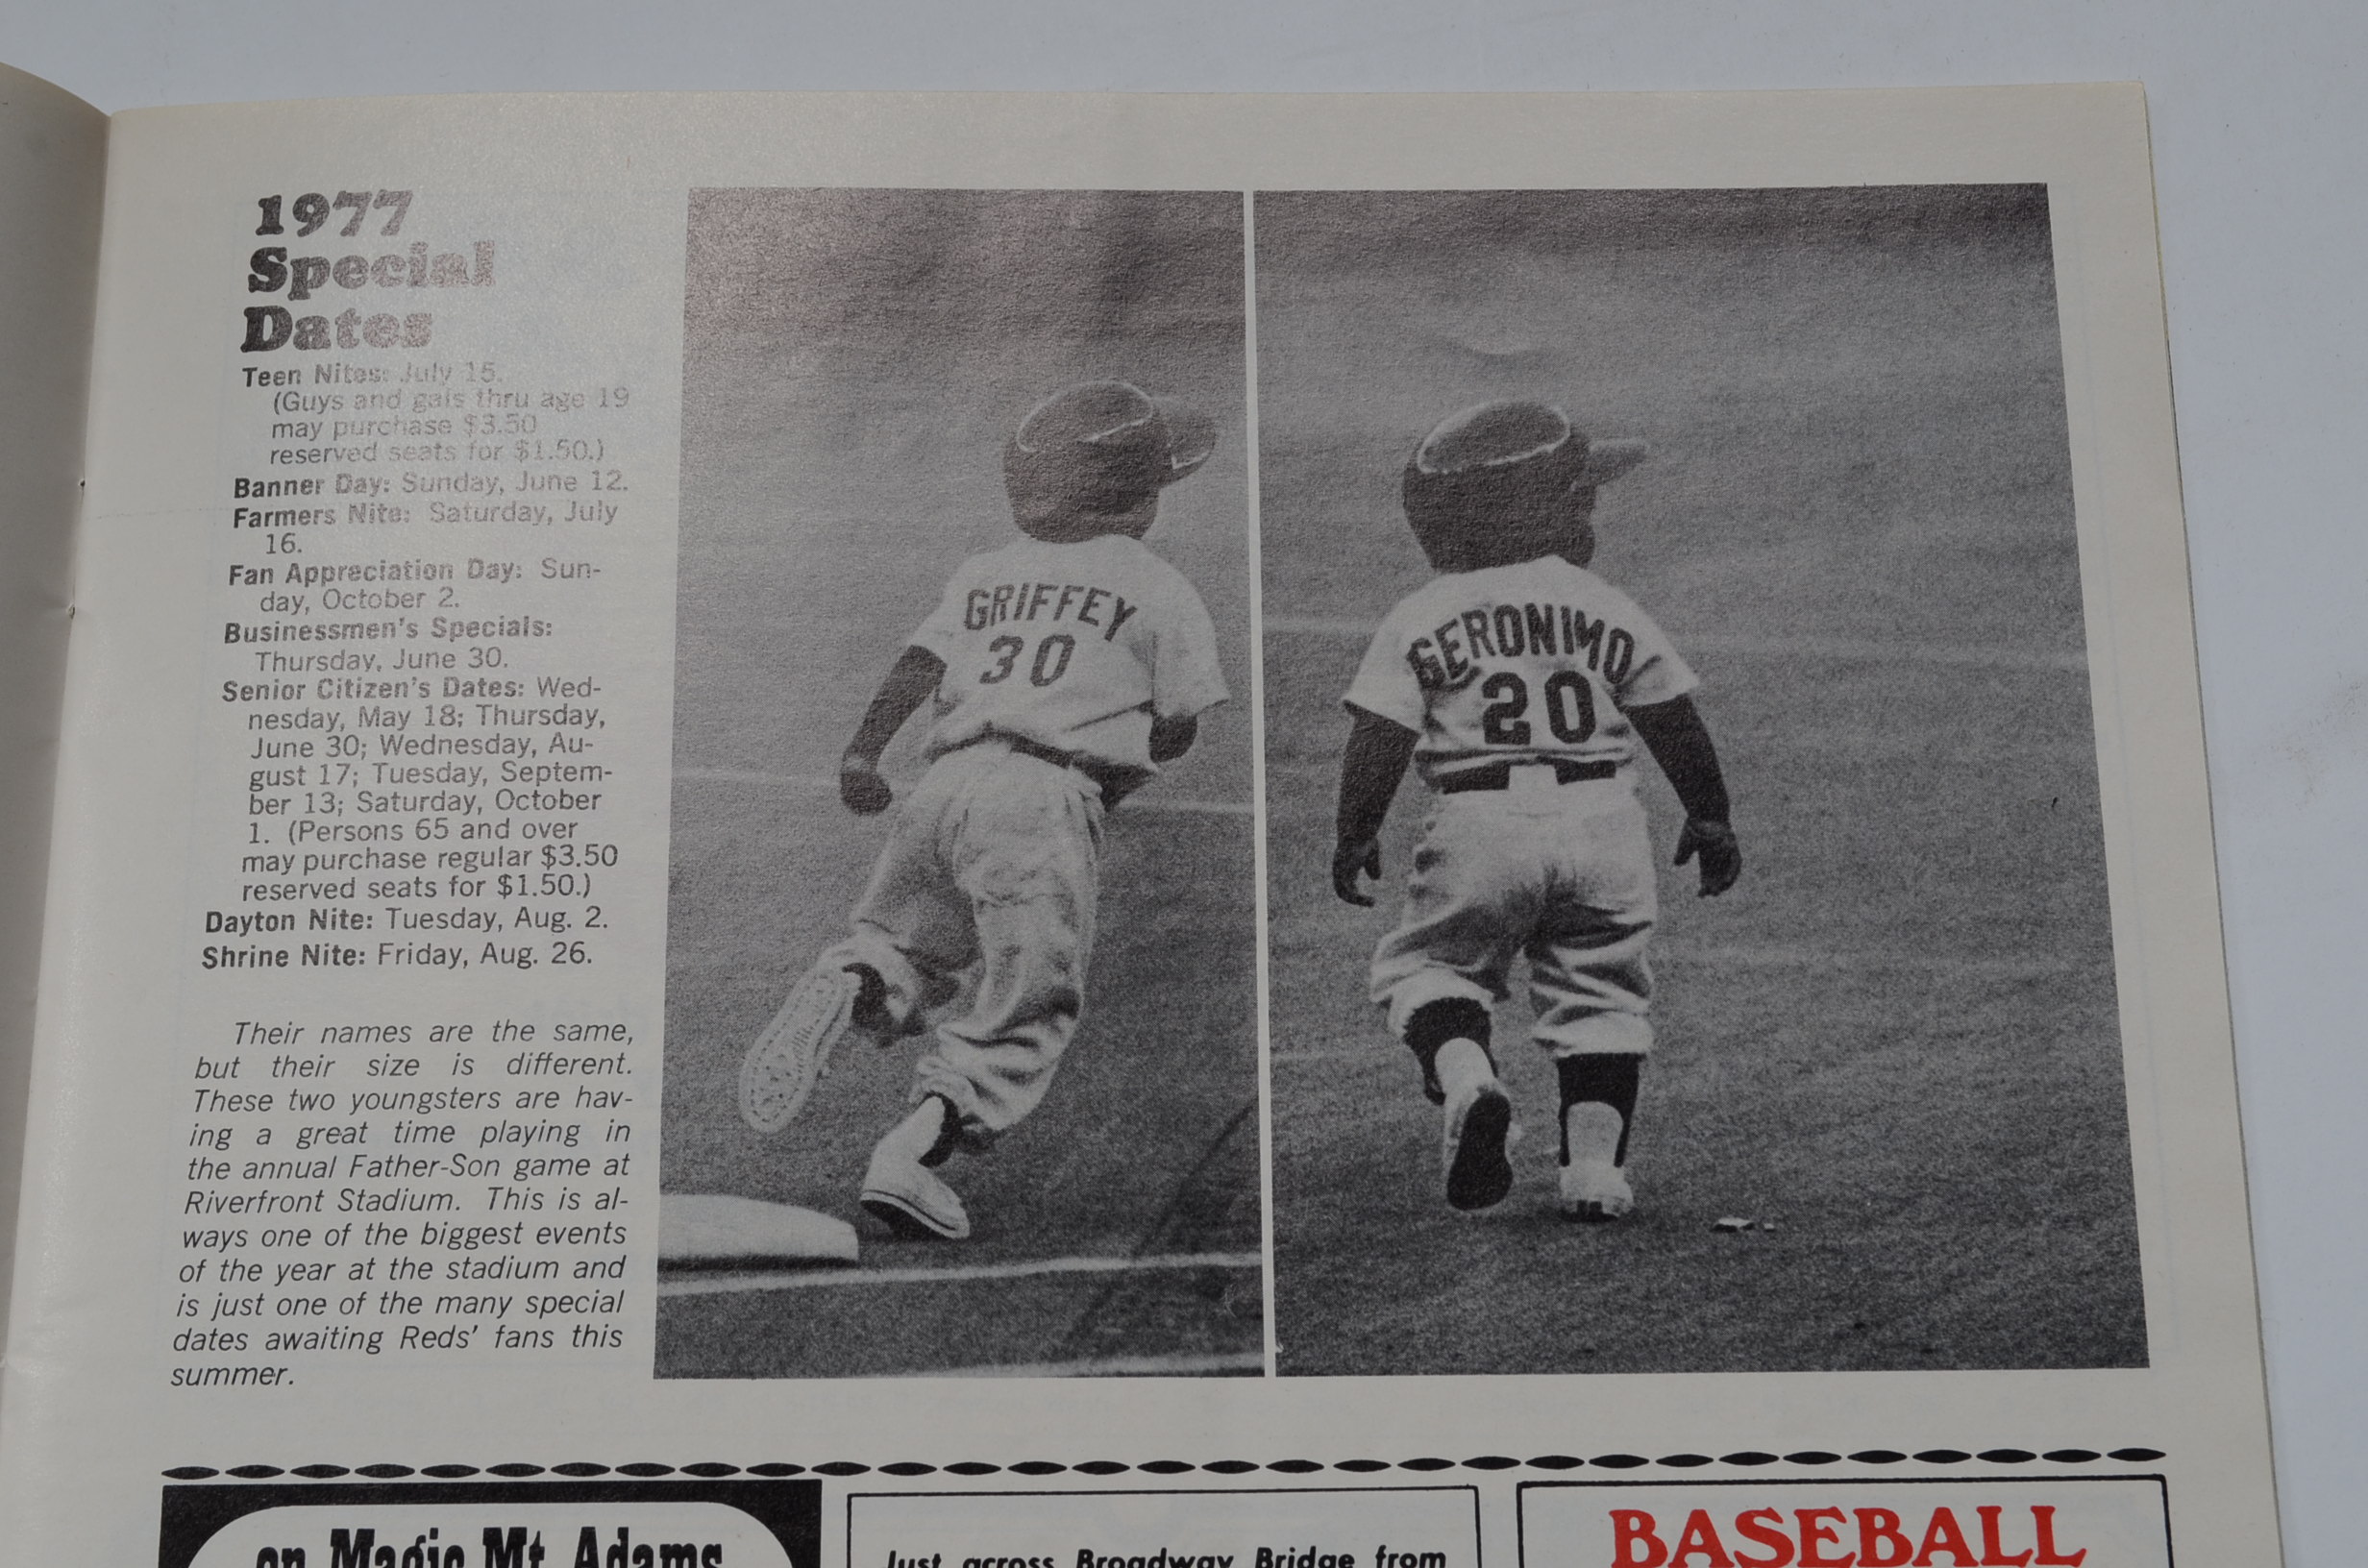 1977
Special
Dates
Teen Nites: July 15.
(Guys and gals thru age 19
may purchase $3.50
reserved seats for $1.50.)
Banner Day: Sunday, June 12.
Farmers Nite: Saturday, July
16.
Fan Appreciation Day: Sun-
day, October 2.
Businessmen's Specials:
Thursday, June 30.
Senior Citizen's Dates: Wed-
nesday, May 18; Thursday,
June 30; Wednesday, Au-
gust 17; Tuesday, Septem-
ber 13; Saturday, October
1. (Persons 65 and over
may purchase regular $3.50
reserved seats for $1.50.)
Dayton Nite: Tuesday, Aug. 2.
Shrine Nite: Friday, Aug. 26.
Their names are the same,
but their size is different.
These two youngsters are hav-
ing a great time playing in
the annual Father-Son game at
Riverfront Stadium. This is al-
ways one of the biggest events
of the year at the stadium and
is just one of the many special
dates awaiting Reds' fans this
summer.
GRIFFEY
30
GERONIMO
20
on Magic Mt. Adams
Just across Broadway Bridge from
BASEBALL